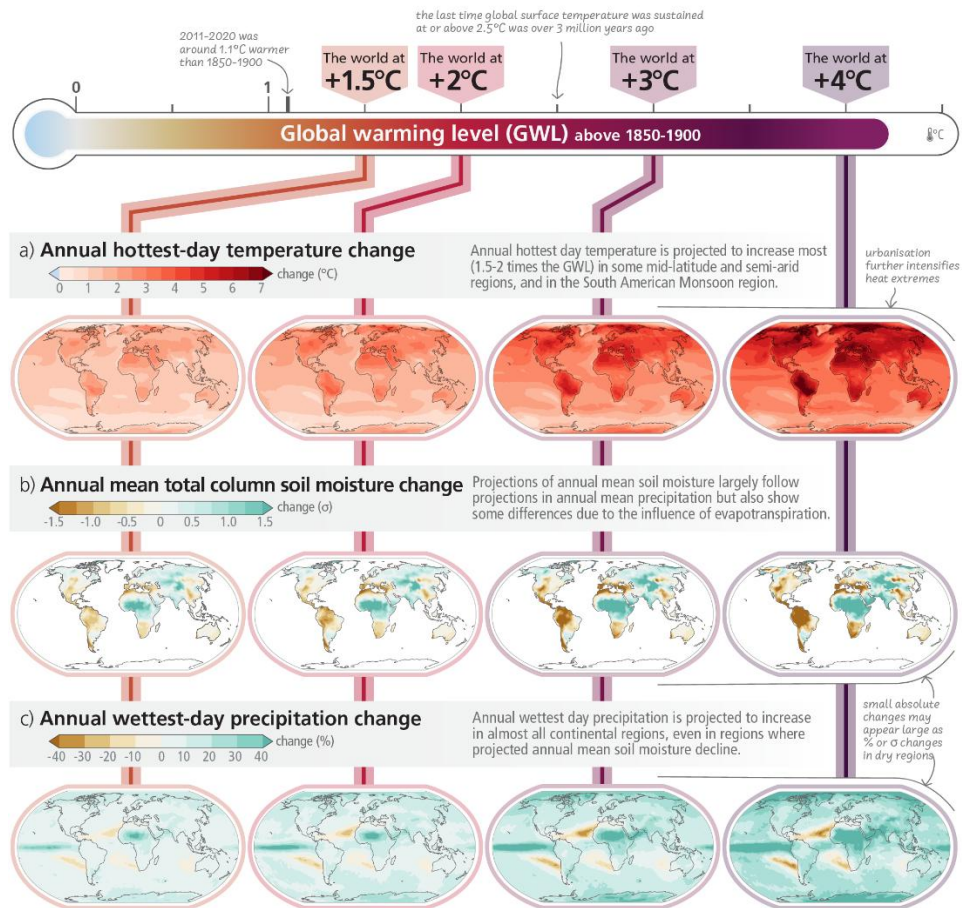 the last time global surface temperature was sustained
at or above 2.5°C was over 3 million years ago
2011-2020 was
around 1.1°C warmer
than 1850-1900
The world at
+1.5°C
The world at
+2°C
The world at
+3°C
The world at
+4°C
0
1
Global warming level (GWL) above 1850-1900
°C
a) Annual hottest-day temperature change
change (°C)
0 1 2 3 4 5 6 7
Annual hottest day temperature is projected to increase most
(1.5-2 times the GWL) in some mid-latitude and semi-arid
regions, and in the South American Monsoon region.
urbanisation
further intensifies
heat extremes
b) Annual mean total column soil moisture change
change (σ)
-1.5 -1.0 -0.5 0 0.5 1.0 1.5
Projections of annual mean soil moisture largely follow
projections in annual mean precipitation but also show
some differences due to the influence of evapotranspiration.
c) Annual wettest-day precipitation change
change (%)
-40 -30 -20 -10 0 10 20 30 40
Annual wettest day precipitation is projected to increase
in almost all continental regions, even in regions where
projected annual mean soil moisture decline.
small absolute
changes may
appear large as
% or σ changes
in dry regions